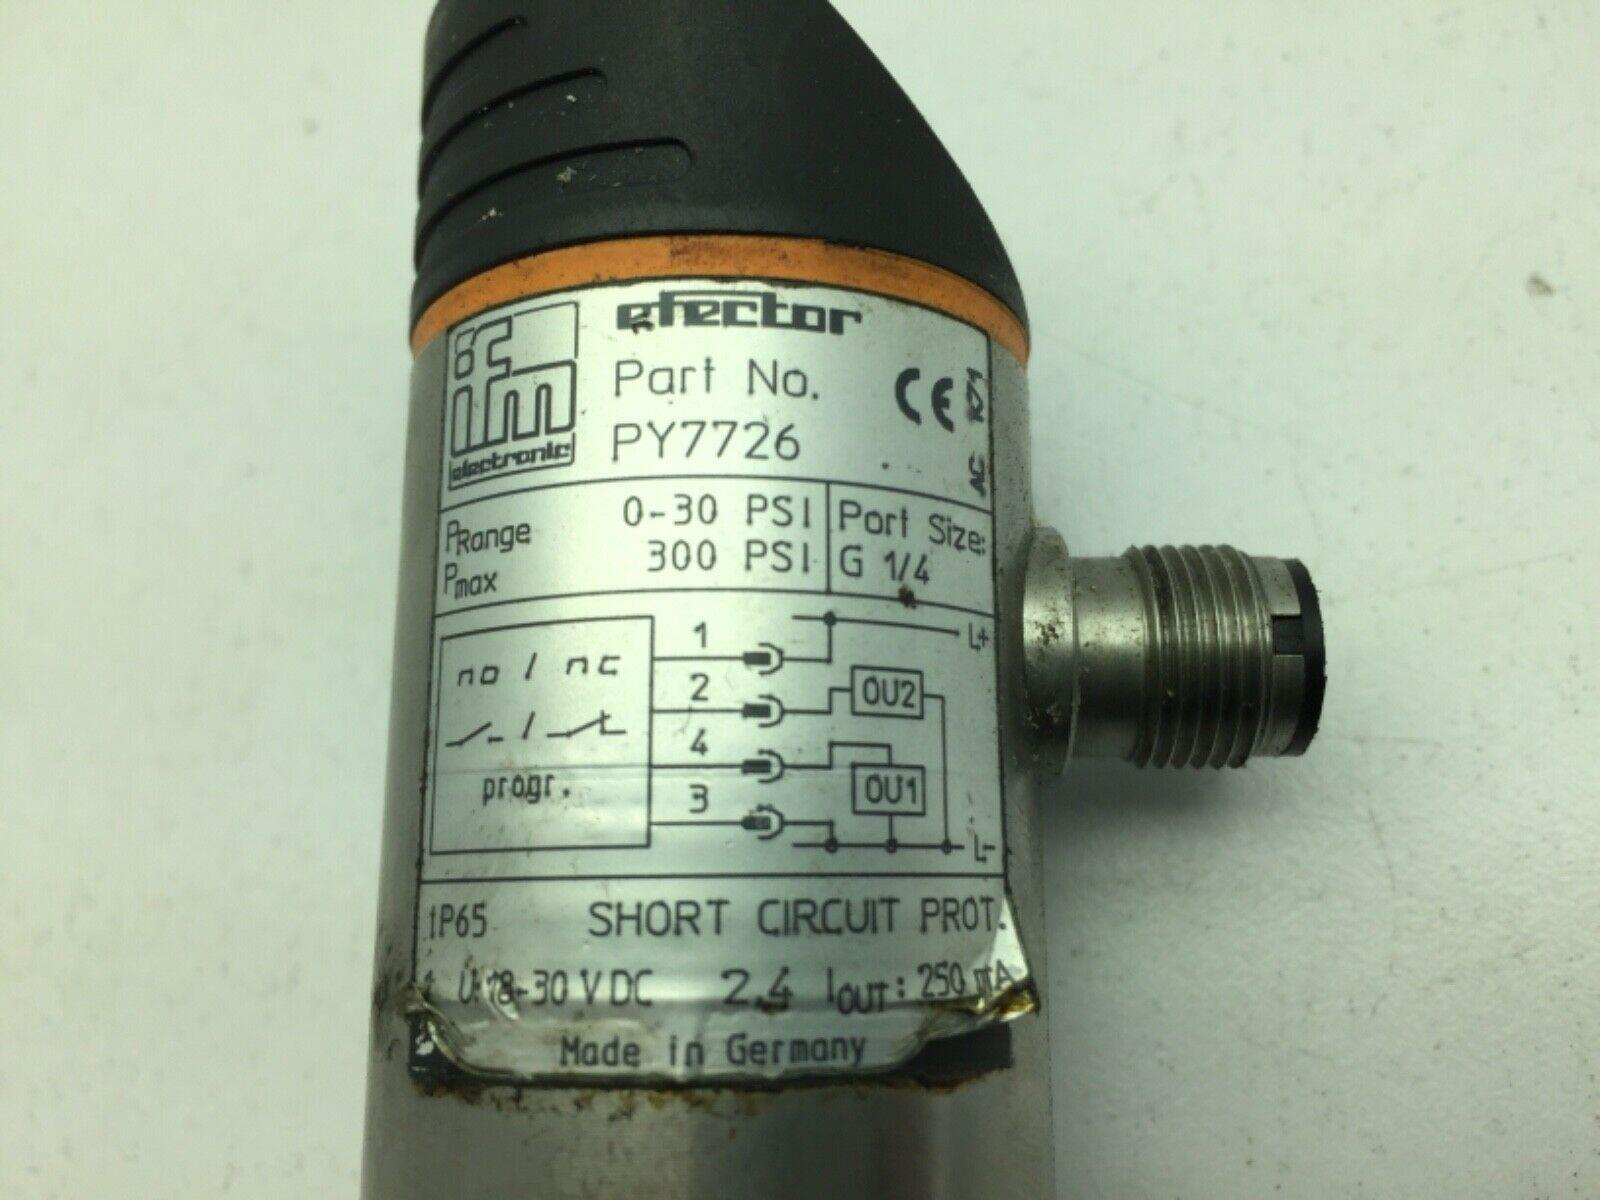 ifm
electronic
efector
Part No.
PY7726
CE
AC
PRange 0-30 PSI
Pmax 300 PSI
Port Size:
G 1/4
no / nc
progr.
1
2
4
3
L+
OU2
OU1
L-
IP65 SHORT CIRCUIT PROT.
U: 18-30 V DC 2.4 IOUT: 250 mA
Made in Germany